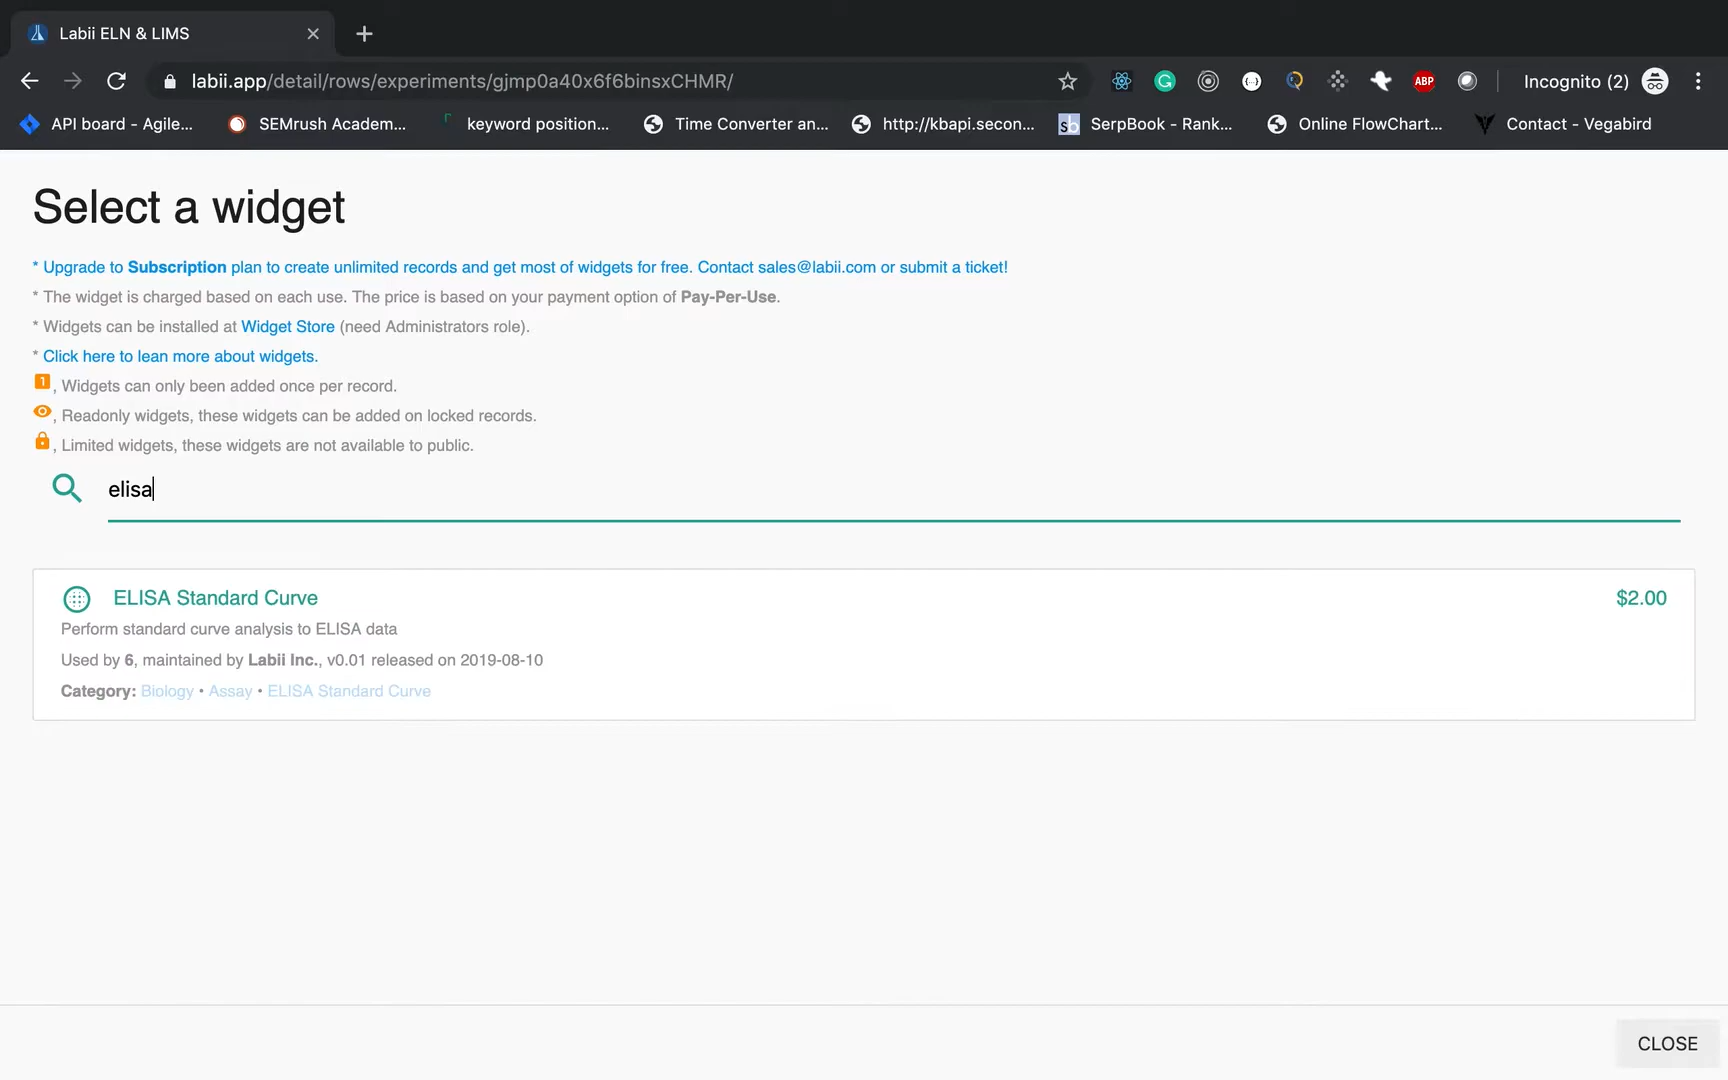 Labii ELN & LIMS
labii.app/detail/rows/experiments/gjmp0a40x6f6binsxCHMR/
ABP
Incognito (2)
API board - Agile...
SEMrush Academ...
keyword position...
Time Converter an...
http://kbapi.secon...
sb SerpBook - Rank...
Online FlowChart...
Contact - Vegabird
Select a widget
* Upgrade to Subscription plan to create unlimited records and get most of widgets for free. Contact sales@labii.com or submit a ticket!
* The widget is charged based on each use. The price is based on your payment option of Pay-Per-Use.
* Widgets can be installed at Widget Store (need Administrators role).
* Click here to lean more about widgets.
1, Widgets can only been added once per record.
, Readonly widgets, these widgets can be added on locked records.
, Limited widgets, these widgets are not available to public.
elisa
ELISA Standard Curve $2.00
Perform standard curve analysis to ELISA data
Used by 6, maintained by Labii Inc., v0.01 released on 2019-08-10
Category: Biology • Assay • ELISA Standard Curve
CLOSE